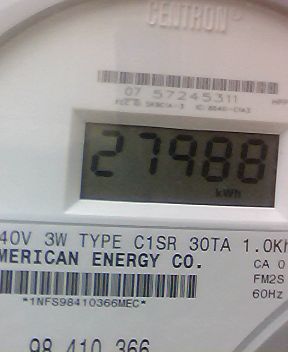 CENTRON®
07 57245311
27988
kWh
40V 3W TYPE C1SR 30TA 1.0Kh
MERICAN ENERGY CO.
CA 0
FM2S
60Hz
*1NFS98410366MEC*
98 410 366